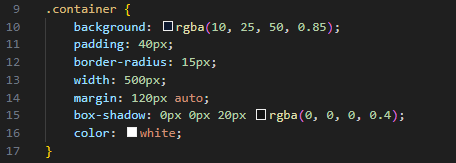 9 .container {
10 background: rgba(10, 25, 50, 0.85);
11 padding: 40px;
12 border-radius: 15px;
13 width: 500px;
14 margin: 120px auto;
15 box-shadow: 0px 0px 20px rgba(0, 0, 0, 0.4);
16 color: white;
17 }